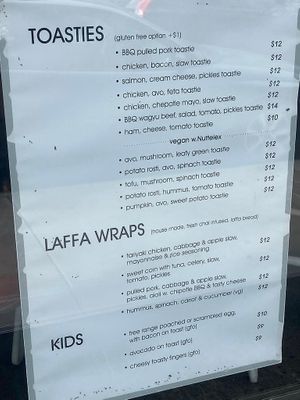 TOASTIES (gluten free option +$1)
• BBQ pulled pork toastie $12
• chicken, bacon, slaw toastie $12
• salmon, cream cheese, pickles toastie $12
• chicken, avo, feta toastie $12
• chicken, chepotle mayo, slaw toastie $12
• BBQ wagyu beef, salad, tomato, pickles toastie $14
• ham, cheese, tomato toastie $10
vegan w.Nuttelex
• avo, mushroom, leafy green toastie $12
• potato rosti, avo, spinach toastie $12
• tofu, mushroom, spinach toastie $12
• potato rosti, hummus, tomato toastie $12
• pumpkin, avo, sweet potato toastie $12
LAFFA WRAPS (house made, fresh chai infused, laffa bread)
• teriyaki chicken, cabbage & apple slaw, $12
mayonnaise & rice seasoning
• sweet corn with tuna, celery, slaw, $12
tomato, pickles
• pulled pork, cabbage & apple slaw, $12
pickles, aioli w. chipotle BBQ & tasty cheese
• hummus, spinach, carrot & cucumber (vg) $12
KIDS
• free range poached or scrambled egg, $10
with bacon on toast (gfo)
• avocado on toast (gfo) $9
• cheesy toasty fingers (gfo) $9